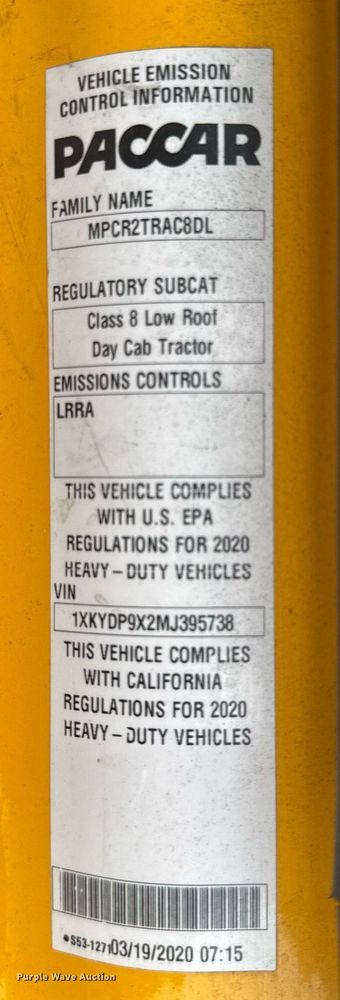 VEHICLE EMISSION
CONTROL INFORMATION
PACCAR
FAMILY NAME
MPCR2TRAC8DL
REGULATORY SUBCAT
Class 8 Low Roof
Day Cab Tractor
EMISSIONS CONTROLS
LRRA
THIS VEHICLE COMPLIES
WITH U.S. EPA
REGULATIONS FOR 2020
HEAVY–DUTY VEHICLES
VIN
1XKYDP9X2MJ395738
THIS VEHICLE COMPLIES
WITH CALIFORNIA
REGULATIONS FOR 2020
HEAVY–DUTY VEHICLES
S53-1271 03/19/2020 07:15
Purple Wave Auction